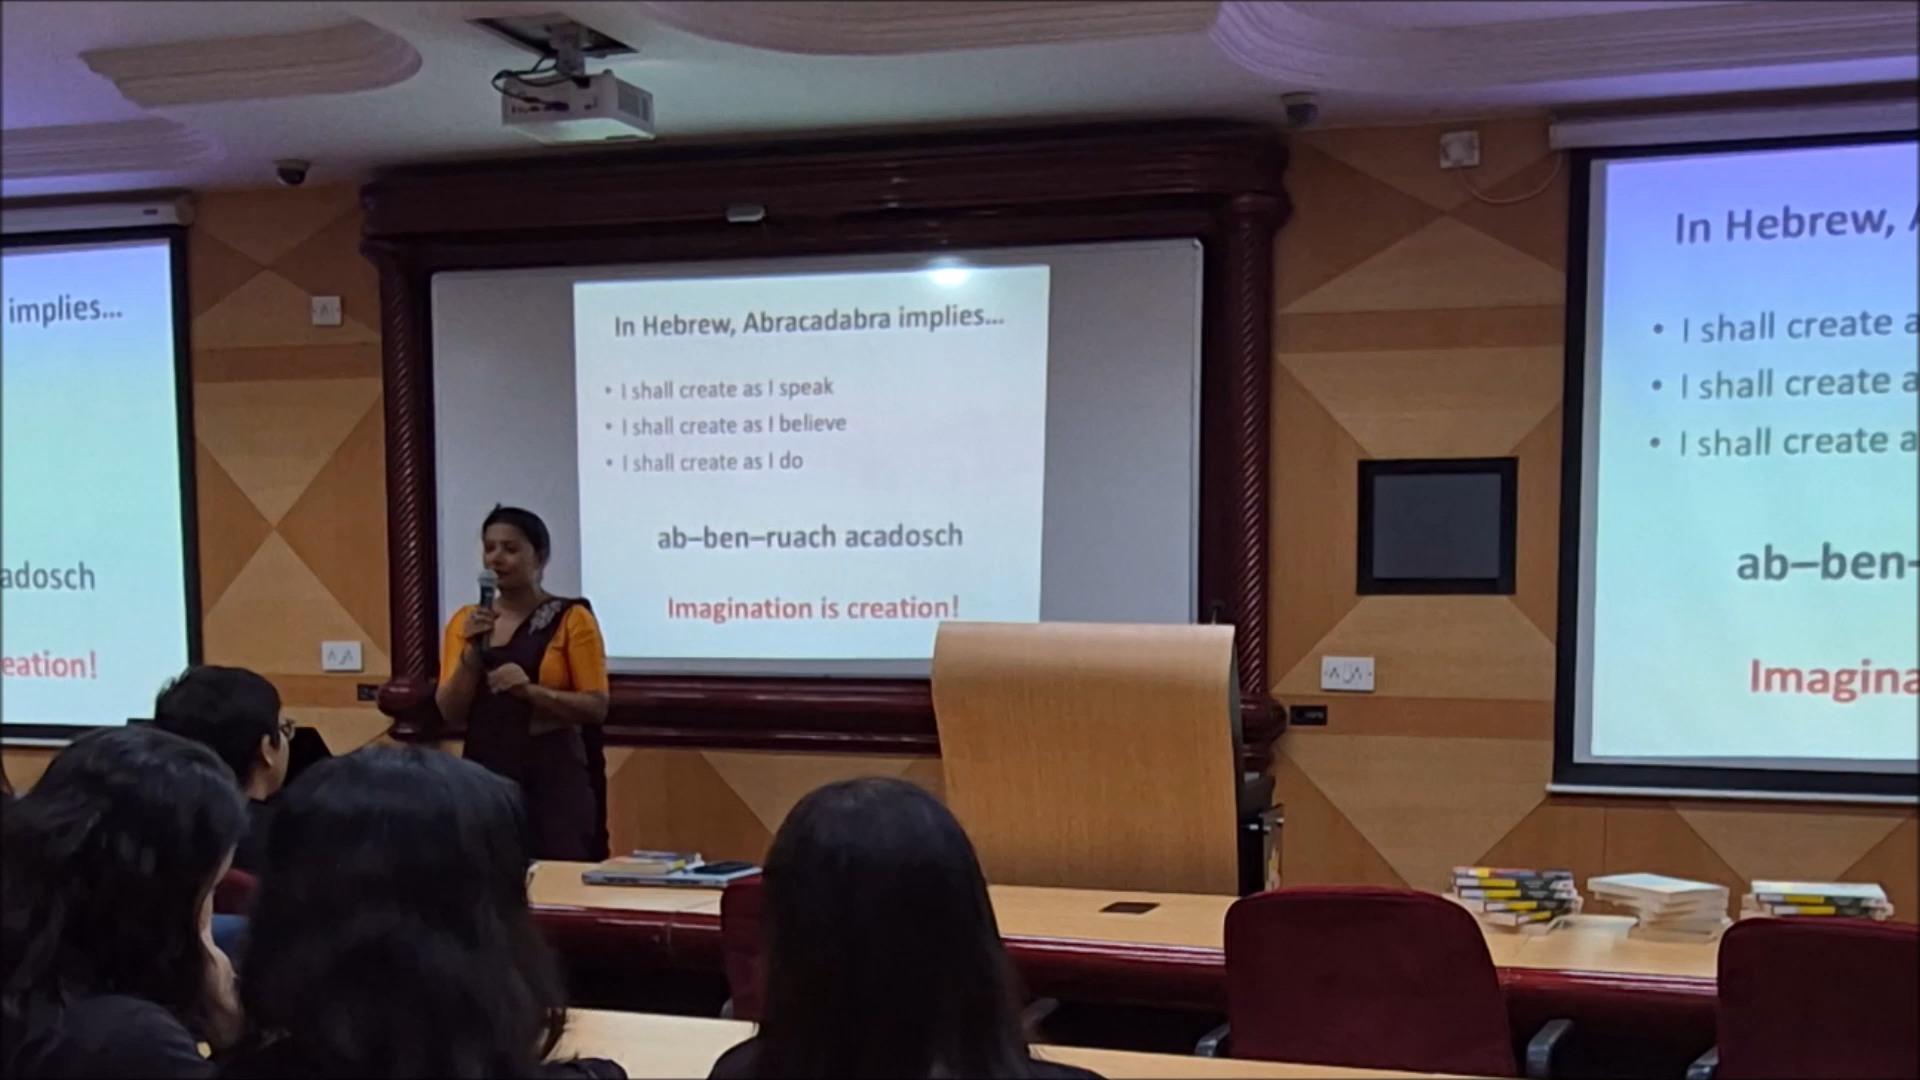 implies...
adosch
eation!
In Hebrew, Abracadabra implies...
• I shall create as I speak
• I shall create as I believe
• I shall create as I do
ab–ben–ruach acadosch
Imagination is creation!
In Hebrew, A
• I shall create a
• I shall create a
• I shall create a
ab–ben–
Imagina